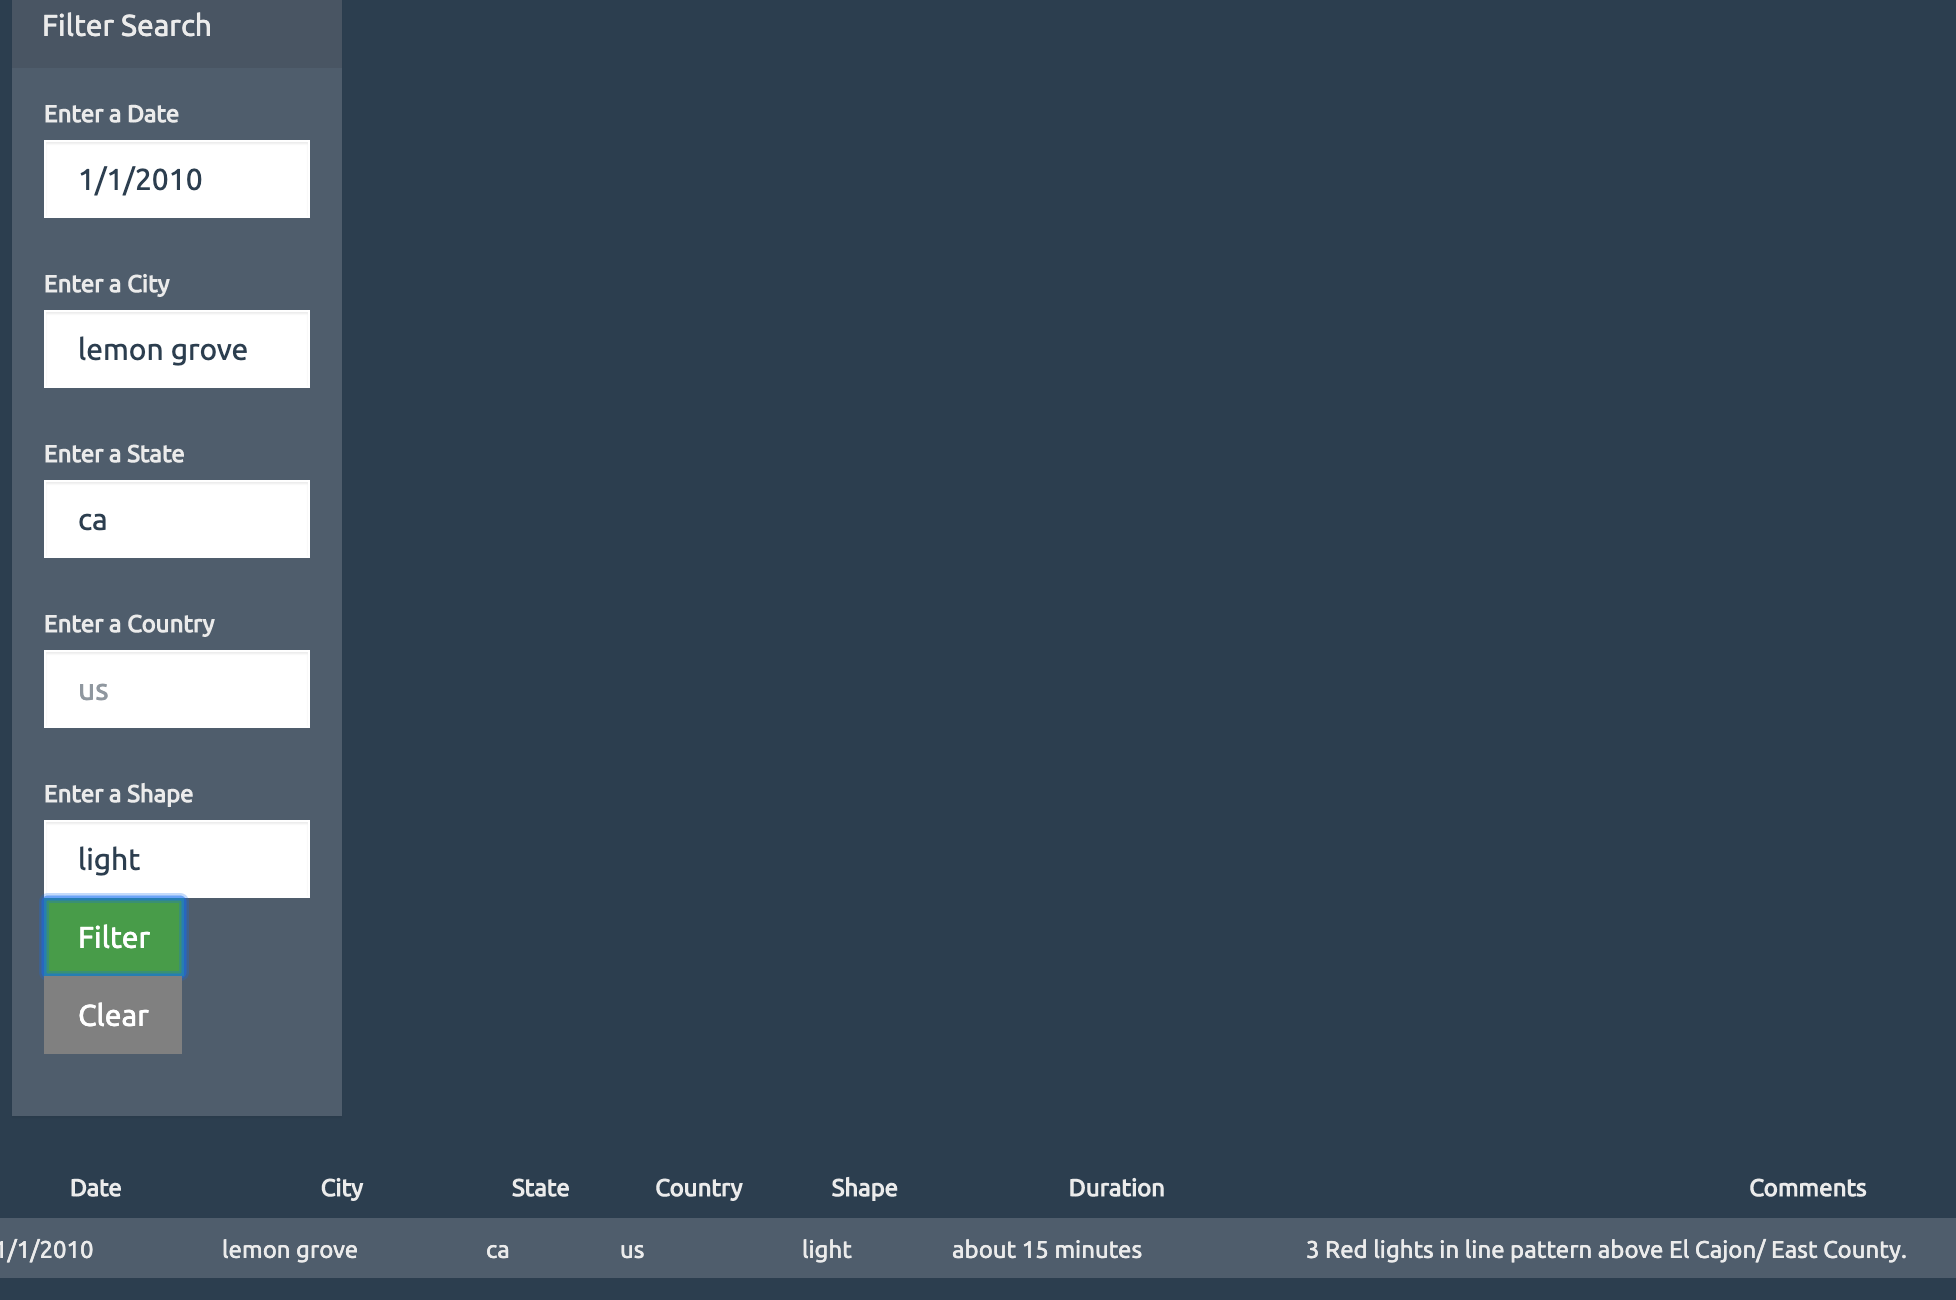 Filter Search
Enter a Date
1/1/2010
Enter a City
lemon grove
Enter a State
ca
Enter a Country
us
Enter a Shape
light
Filter
Clear
Date City State Country Shape Duration Comments
1/1/2010 lemon grove ca us light about 15 minutes 3 Red lights in line pattern above El Cajon/ East County.